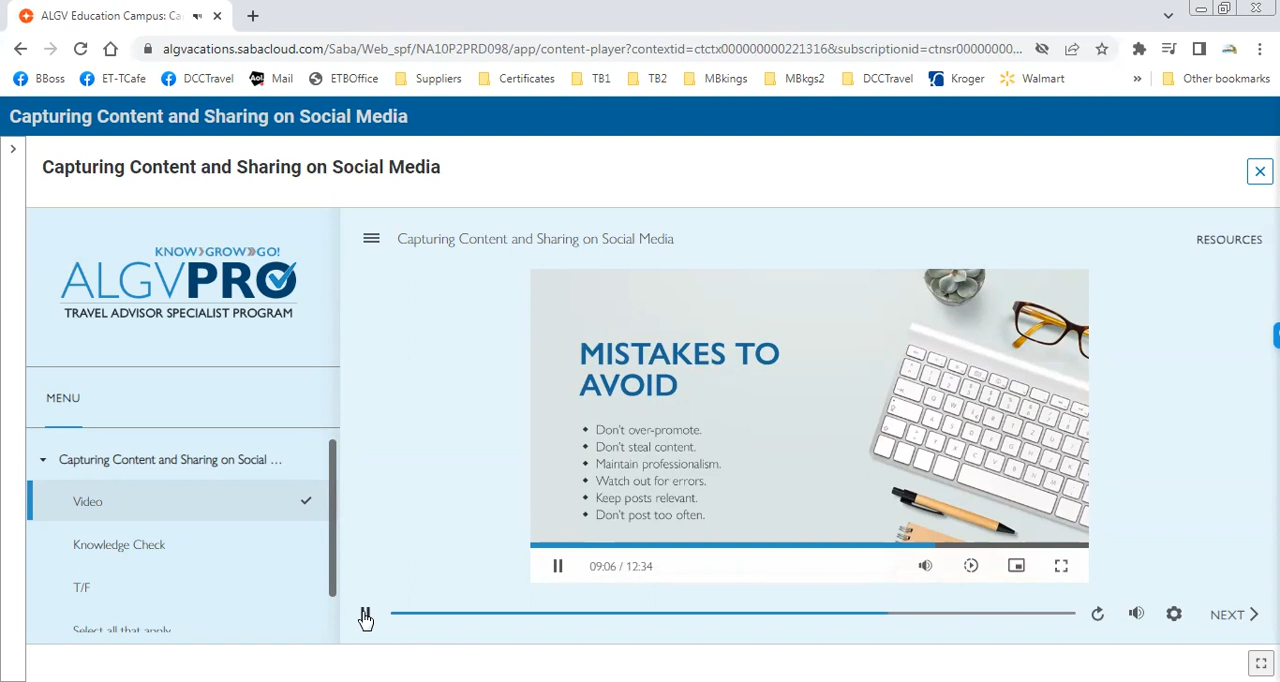 ALGV Education Campus: Ca
algvacations.sabacloud.com/Saba/Web_spf/NA10P2PRD098/app/content-player?contextid=ctctx000000000221316&subscriptionid=ctnsr00000000...
BBoss ET-TCafe DCCTravel Aol. Mail ETBOffice Suppliers Certificates TB1 TB2 MBkings MBkgs2 DCCTravel Kroger Walmart » Other bookmarks
Capturing Content and Sharing on Social Media
Capturing Content and Sharing on Social Media
KNOW>GROW>GO!
ALGVPRO
TRAVEL ADVISOR SPECIALIST PROGRAM
MENU
Capturing Content and Sharing on Social ...
Video
Knowledge Check
T/F
Select all that apply
Capturing Content and Sharing on Social Media
RESOURCES
MISTAKES TO
AVOID
Don't over-promote.
Don't steal content.
Maintain professionalism.
Watch out for errors.
Keep posts relevant.
Don't post too often.
09:06 / 12:34
NEXT